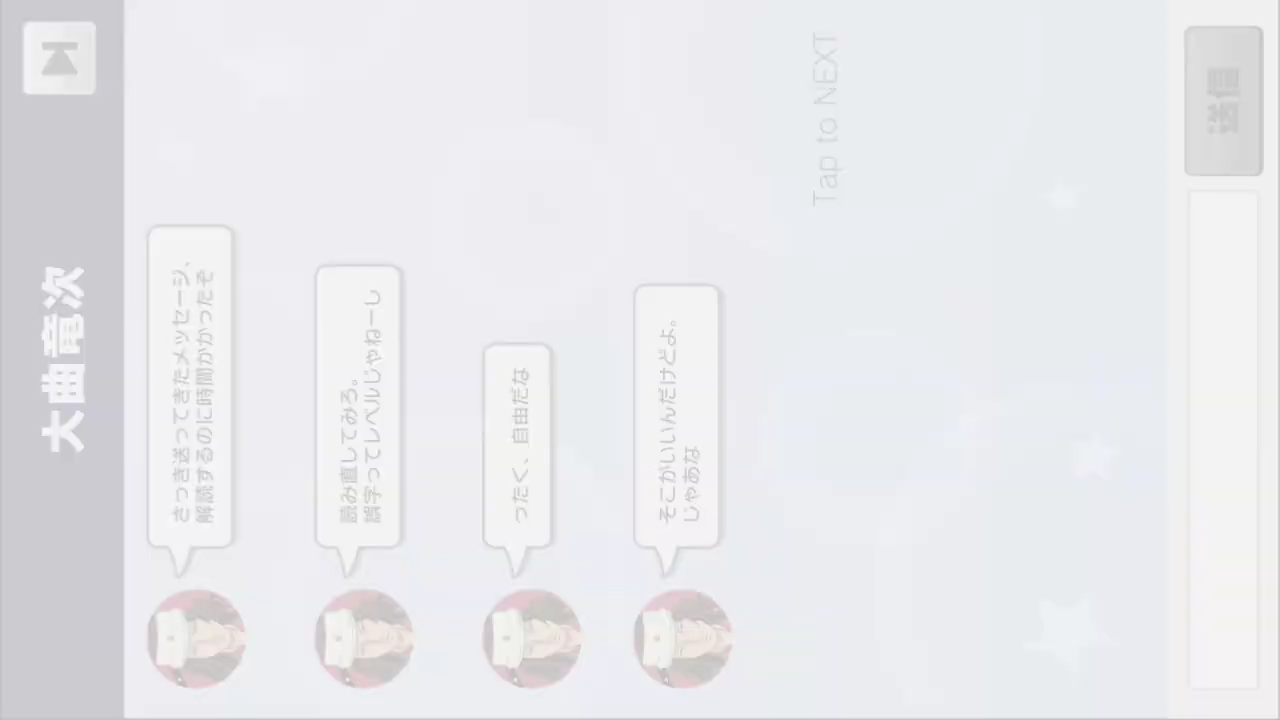 大曲竜次
さっき送ってきたメッセージ、
解読するのに時間かかったぞ
読み直してみろ。
誤字ってレベルじゃねーし
ったく、自由だな
そこがいいんだけどよ。
じゃあな
Tap to NEXT
送信